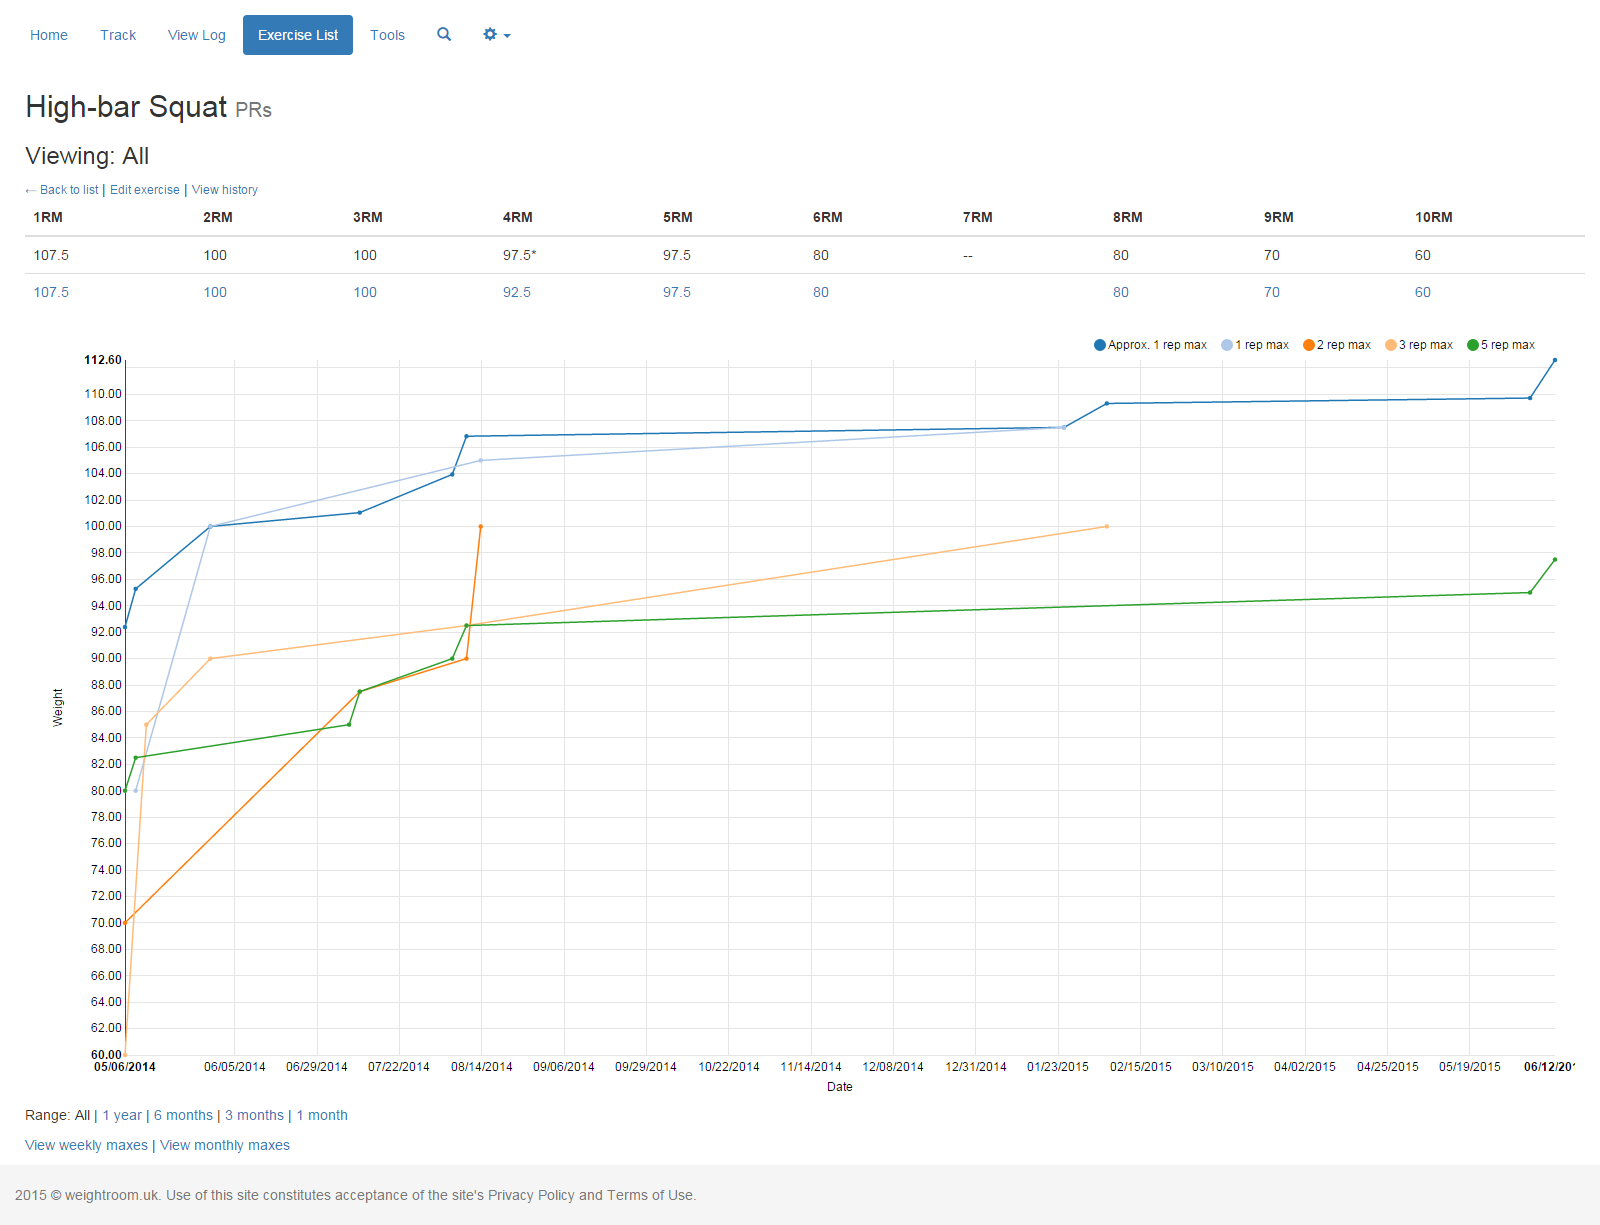 Home Track View Log Exercise List Tools
High-bar Squat PRs
Viewing: All
← Back to list | Edit exercise | View history
1RM 2RM 3RM 4RM 5RM 6RM 7RM 8RM 9RM 10RM
107.5 100 100 97.5* 97.5 80 -- 80 70 60
107.5 100 100 92.5 97.5 80 80 70 60
Approx. 1 rep max 1 rep max 2 rep max 3 rep max 5 rep max
112.60
110.00
108.00
106.00
104.00
102.00
100.00
98.00
96.00
94.00
92.00
90.00
88.00
86.00
84.00
82.00
80.00
78.00
76.00
74.00
72.00
70.00
68.00
66.00
64.00
62.00
60.00
Weight
05/06/2014 06/05/2014 06/29/2014 07/22/2014 08/14/2014 09/06/2014 09/29/2014 10/22/2014 11/14/2014 12/08/2014 12/31/2014 01/23/2015 02/15/2015 03/10/2015 04/02/2015 04/25/2015 05/19/2015 06/12/201
Date
Range: All | 1 year | 6 months | 3 months | 1 month
View weekly maxes | View monthly maxes
2015 © weightroom.uk. Use of this site constitutes acceptance of the site's Privacy Policy and Terms of Use.